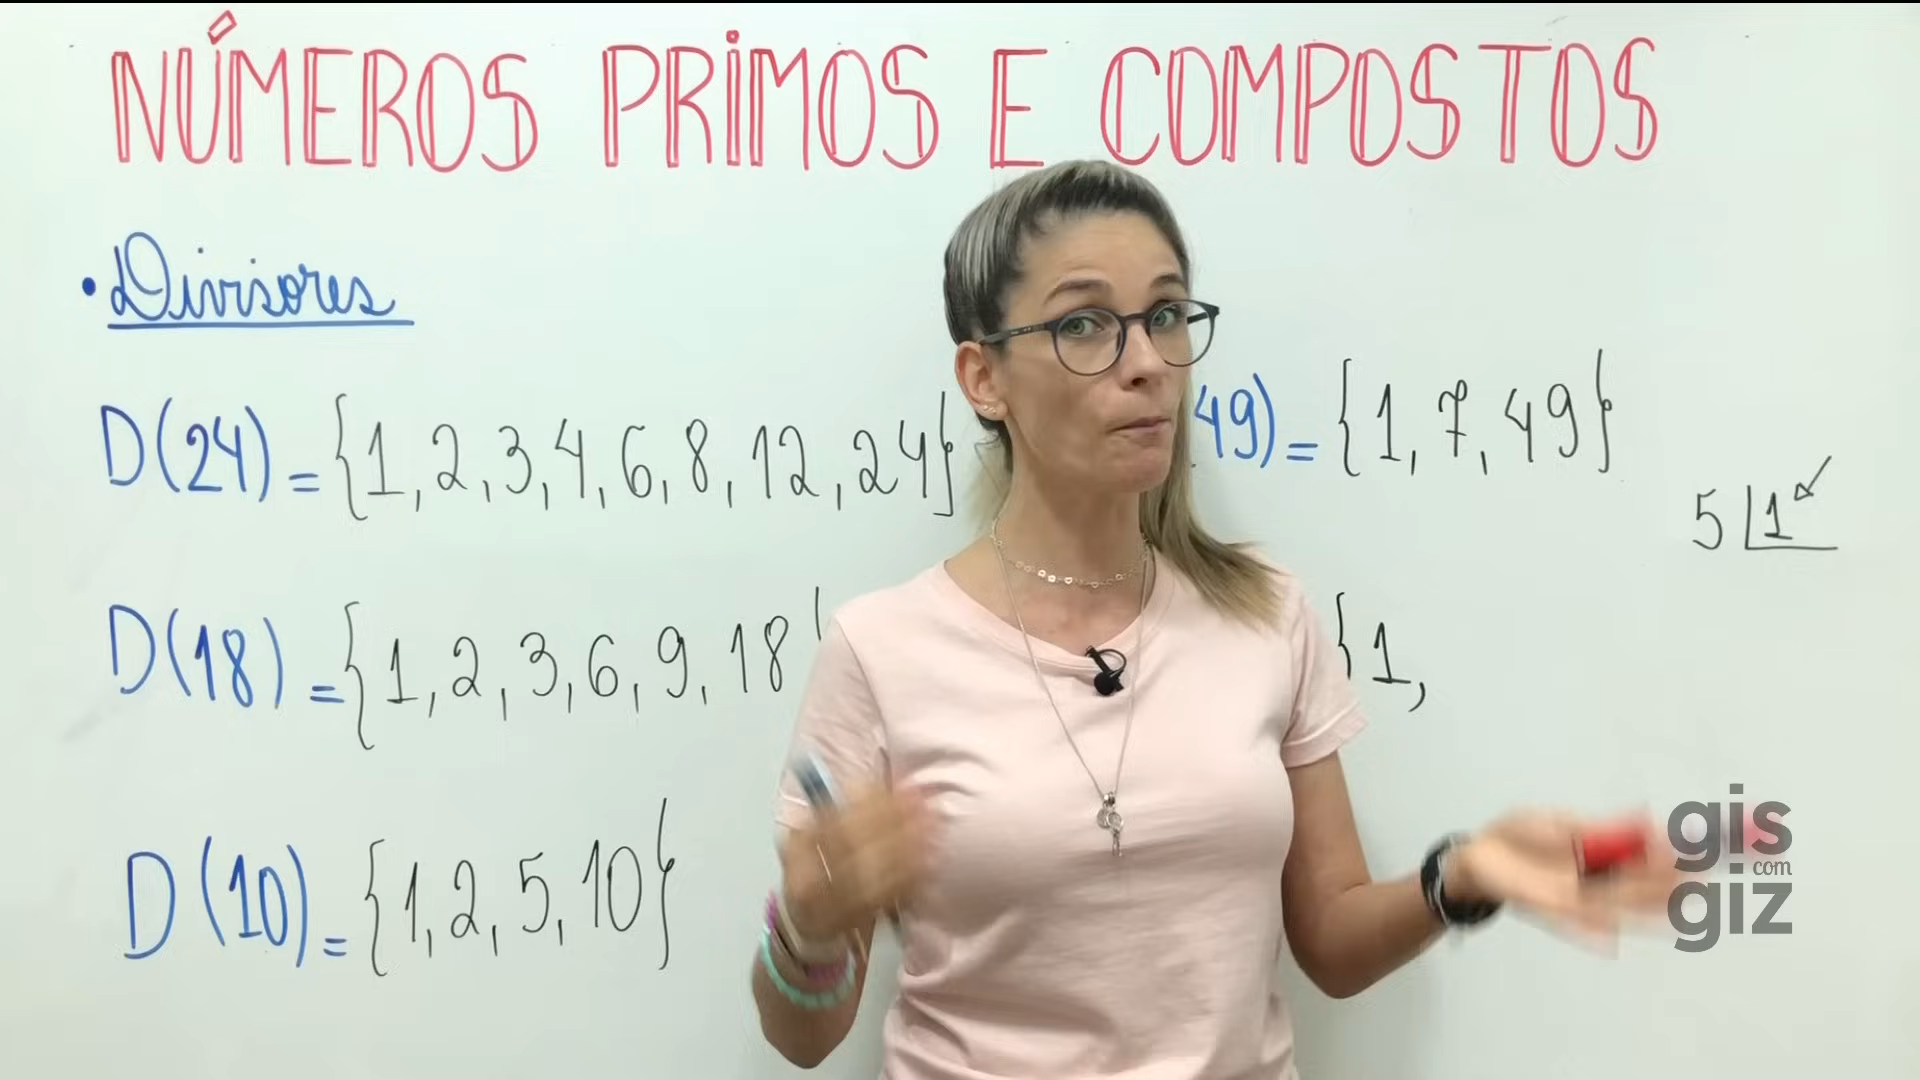 NÚMEROS PRIMOS E COMPOSTOS
• Divisores
D(24) = {1, 2, 3, 4, 6, 8, 12, 24}
D(18) = {1, 2, 3, 6, 9, 18
D(10) = {1, 2, 5, 10}
49) = {1, 7, 49}
5 1
{1,
gis
com
giz